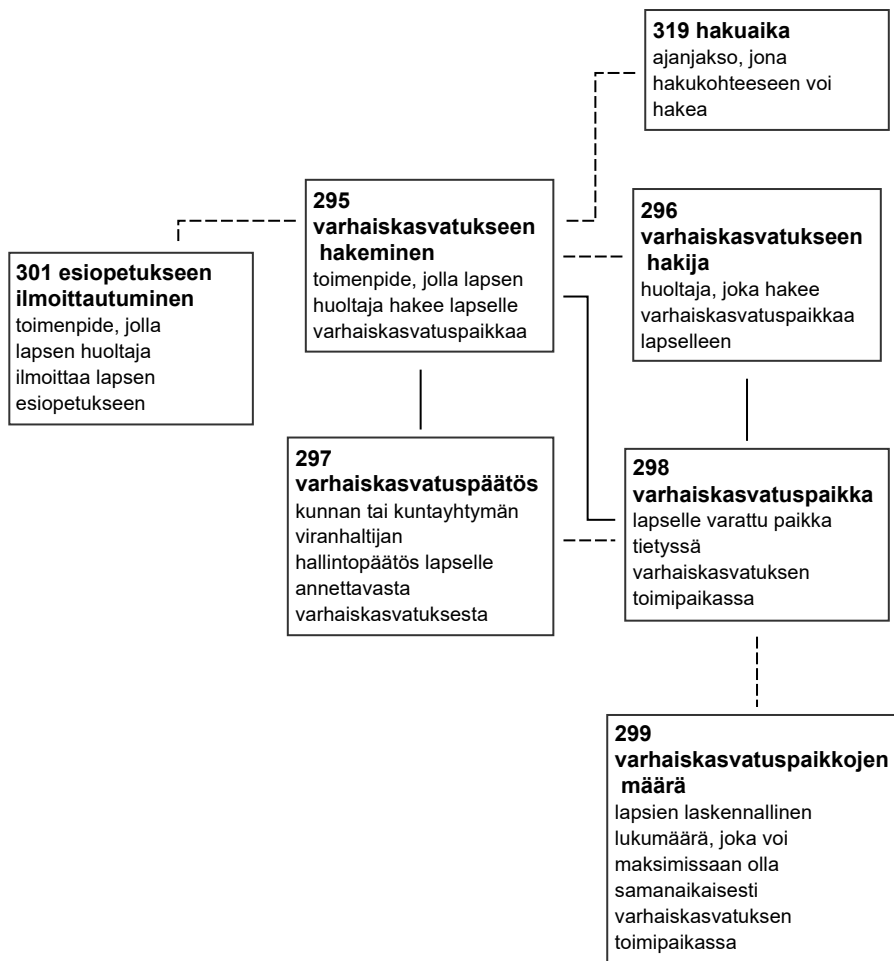 319 hakuaika
ajanjakso, jona
hakukohteeseen voi
hakea
295
varhaiskasvatukseen
hakeminen
toimenpide, jolla lapsen
huoltaja hakee lapselle
varhaiskasvatuspaikkaa
296
varhaiskasvatukseen
hakija
huoltaja, joka hakee
varhaiskasvatuspaikkaa
lapselleen
301 esiopetukseen
ilmoittautuminen
toimenpide, jolla
lapsen huoltaja
ilmoittaa lapsen
esiopetukseen
297
varhaiskasvatuspäätös
kunnan tai kuntayhtymän
viranhaltijan
hallintopäätös lapselle
annettavasta
varhaiskasvatuksesta
298
varhaiskasvatuspaikka
lapselle varattu paikka
tietyssä
varhaiskasvatuksen
toimipaikassa
299
varhaiskasvatuspaikkojen
määrä
lapsien laskennallinen
lukumäärä, joka voi
maksimissaan olla
samanaikaisesti
varhaiskasvatuksen
toimipaikassa